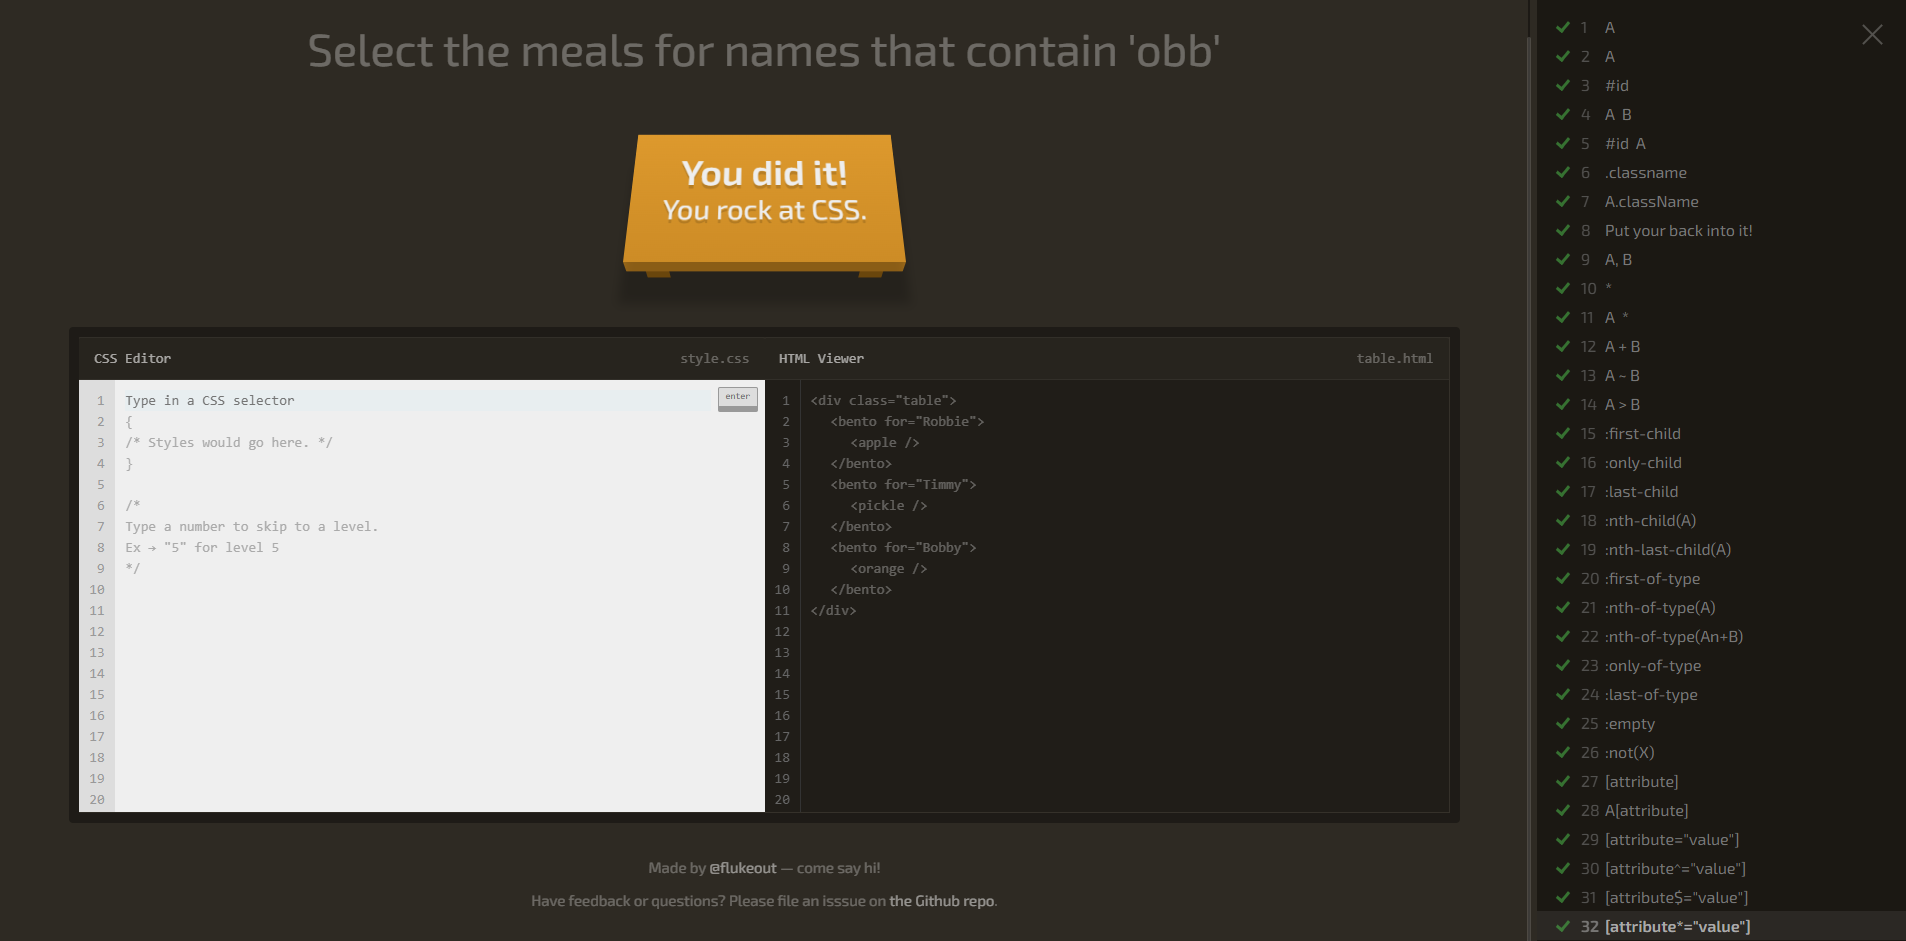 Select the meals for names that contain 'obb'
You did it!
You rock at CSS.
CSS Editor style.css
1 Type in a CSS selector enter
2 {
3 /* Styles would go here. */
4 }
5
6 /*
7 Type a number to skip to a level.
8 Ex → "5" for level 5
9 */
10
11
12
13
14
15
16
17
18
19
20
HTML Viewer table.html
1 <div class="table">
2 <bento for="Robbie">
3 <apple />
4 </bento>
5 <bento for="Timmy">
6 <pickle />
7 </bento>
8 <bento for="Bobby">
9 <orange />
10 </bento>
11 </div>
12
13
14
15
16
17
18
19
20
Made by @flukeout — come say hi!
Have feedback or questions? Please file an isssue on the Github repo.
1 A
2 A
3 #id
4 A B
5 #id A
6 .classname
7 A.className
8 Put your back into it!
9 A, B
10 *
11 A *
12 A + B
13 A ~ B
14 A > B
15 :first-child
16 :only-child
17 :last-child
18 :nth-child(A)
19 :nth-last-child(A)
20 :first-of-type
21 :nth-of-type(A)
22 :nth-of-type(An+B)
23 :only-of-type
24 :last-of-type
25 :empty
26 :not(X)
27 [attribute]
28 A[attribute]
29 [attribute="value"]
30 [attribute^="value"]
31 [attribute$="value"]
32 [attribute*="value"]